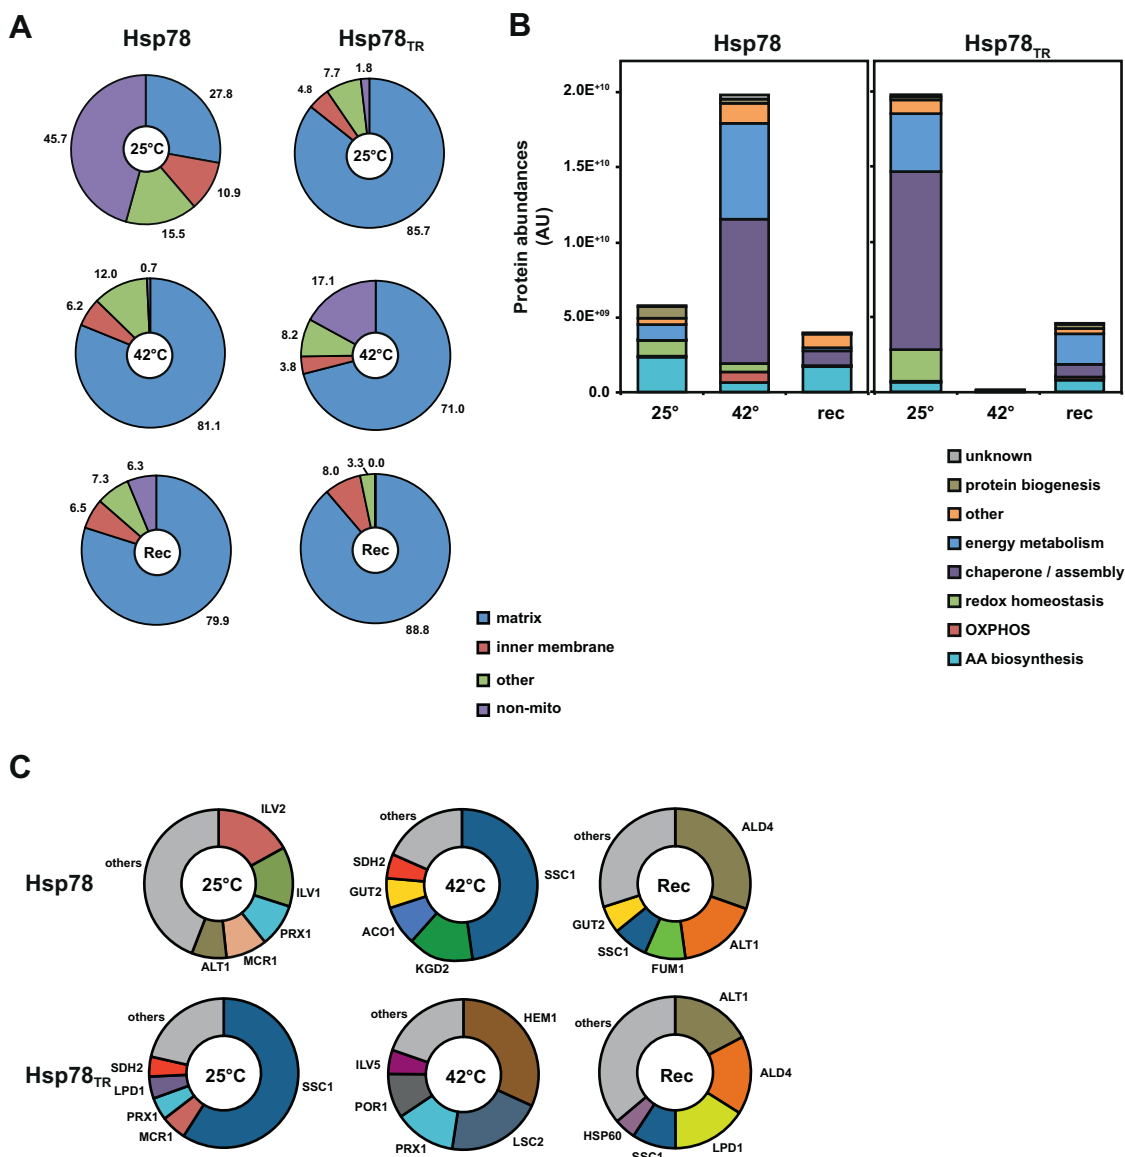 A
Hsp78
Hsp78TR
B
Hsp78
Hsp78TR
45.7
27.8
10.9
15.5
25°C
4.8
7.7
1.8
85.7
25°C
12.0
0.7
6.2
81.1
42°C
17.1
8.2
3.8
71.0
42°C
7.3
6.3
6.5
79.9
Rec
8.0
3.3
0.0
88.8
Rec
matrix
inner membrane
other
non-mito
Protein abundances
(AU)
2.0E+10
1.5E+10
1.0E+10
5.0E+09
0.0
25°
42°
rec
25°
42°
rec
unknown
protein biogenesis
other
energy metabolism
chaperone / assembly
redox homeostasis
OXPHOS
AA biosynthesis
C
Hsp78
others
ILV2
ILV1
PRX1
MCR1
ALT1
25°C
others
SDH2
GUT2
ACO1
KGD2
SSC1
42°C
others
GUT2
SSC1
FUM1
ALT1
ALD4
Rec
Hsp78TR
others
SDH2
LPD1
PRX1
MCR1
SSC1
25°C
others
ILV5
POR1
PRX1
LSC2
HEM1
42°C
others
HSP60
SSC1
LPD1
ALD4
ALT1
Rec